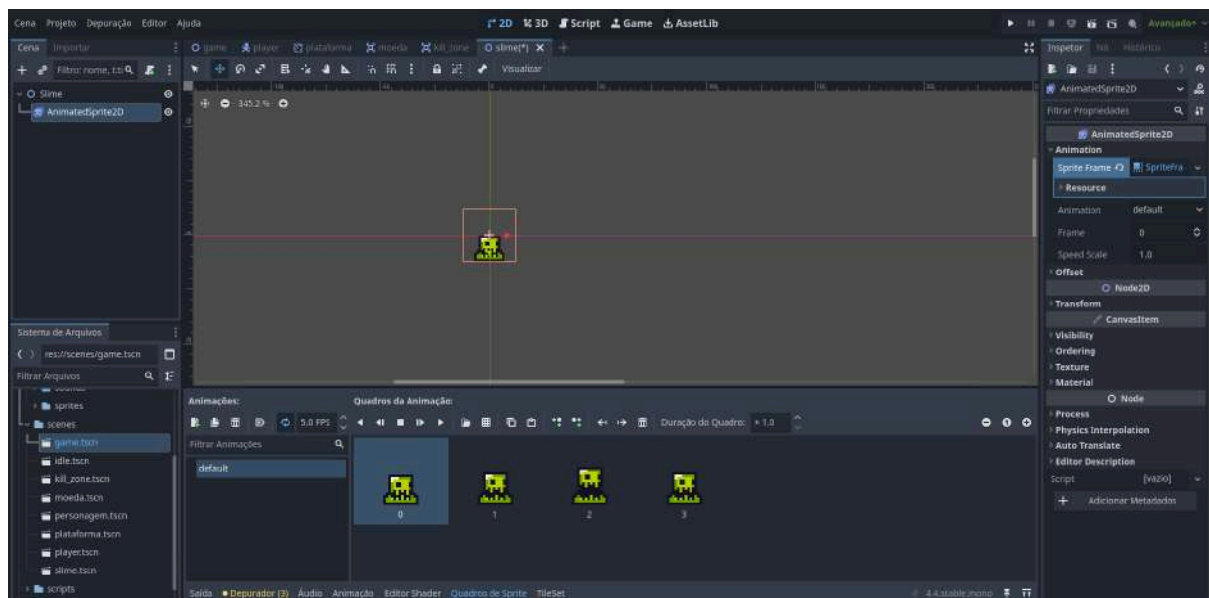 Cena Projeto Depuração Editor Ajuda
2D 3D Script Game AssetLib
Avançado+
Cena Importar
game player plataforma moeda kill_zone slime(*)
Inspetor Nó Histórico
Filtro: nome, t:ti
Visualizar
Slime
AnimatedSprite2D
345.2 %
AnimatedSprite2D
Filtrar Propriedades
AnimatedSprite2D
Animation
Sprite Frame SpriteFra
Resource
Animation default
Frame 0
Speed Scale 1.0
Offset
Node2D
Transform
CanvasItem
Visibility
Ordering
Texture
Material
Node
Process
Physics Interpolation
Auto Translate
Editor Description
Script [vazio]
Adicionar Metadados
Sistema de Arquivos
res://scenes/game.tscn
Filtrar Arquivos
sounds
sprites
scenes
game.tscn
idle.tscn
kill_zone.tscn
moeda.tscn
personagem.tscn
plataforma.tscn
player.tscn
slime.tscn
scripts
Animações: Quadros da Animação:
5.0 FPS Duração do Quadro: × 1.0
Filtrar Animações
default
0 1 2 3
Saída Depurador (3) Áudio Animação Editor Shader Quadros de Sprite TileSet
4.4.stable.mono